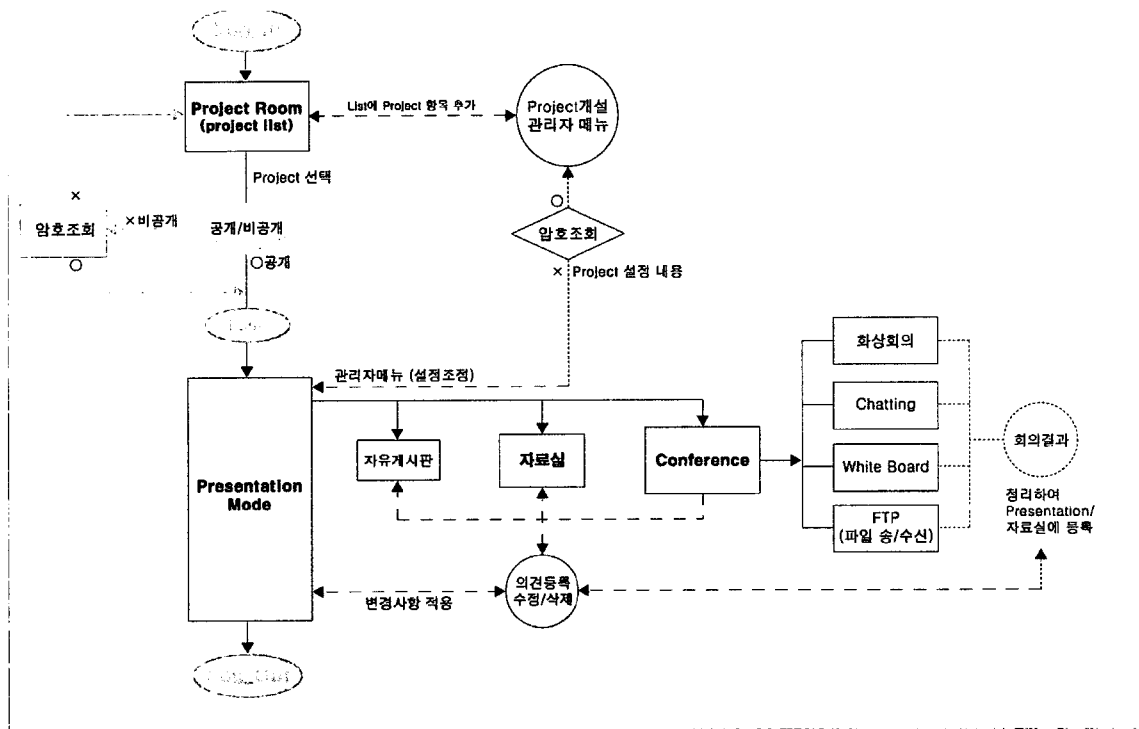 Project Room
(project list)
List에 Project 항목 추가
Project개설
관리자 메뉴
Project 선택
×
암호조회
○
×비공개
공개/비공개
○공개
○
암호조회
× Project 설정 내용
관리자메뉴 (설정조정)
Presentation
Mode
자유게시판
자료실
Conference
화상회의
Chatting
White Board
FTP
(파일 송/수신)
회의결과
정리하여
Presentation/
자료실에 등록
의견등록
수정/삭제
변경사항 적용